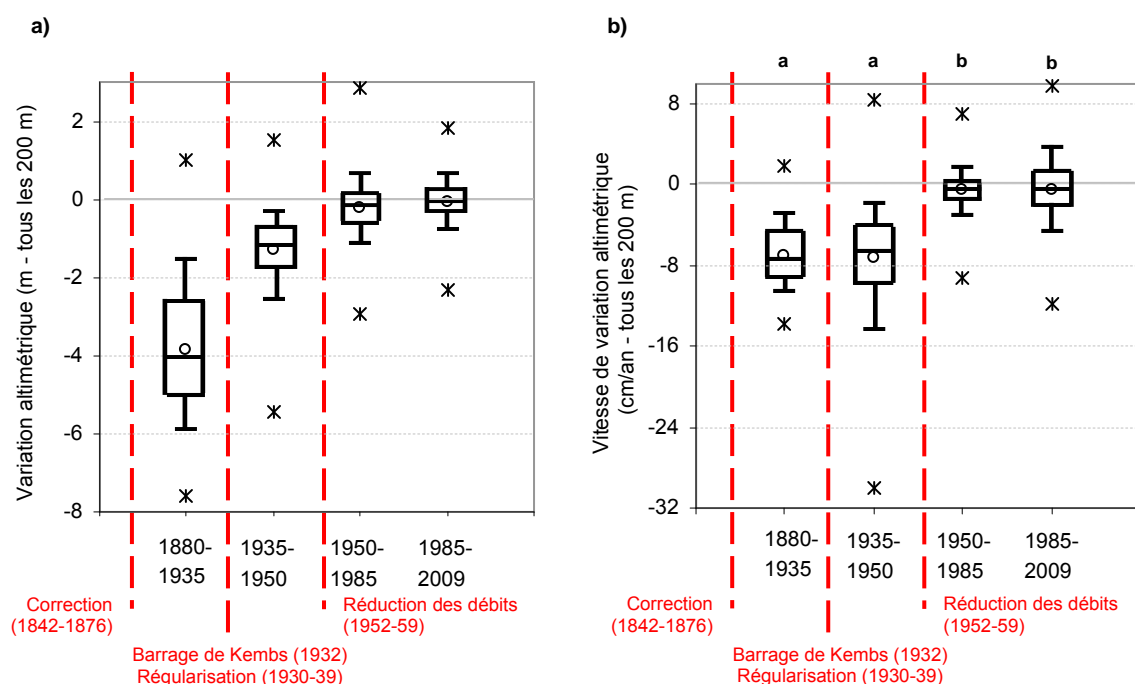 a)
Variation altimétrique (m - tous les 200 m)
2
0
-2
-4
-6
-8
1880-
1935
1935-
1950
1950-
1985
1985-
2009
Correction
(1842-1876)
Réduction des débits
(1952-59)
Barrage de Kembs (1932)
Régularisation (1930-39)
b)
a
a
b
b
Vitesse de variation altimétrique
(cm/an - tous les 200 m)
8
0
-8
-16
-24
-32
1880-
1935
1935-
1950
1950-
1985
1985-
2009
Correction
(1842-1876)
Réduction des débits
(1952-59)
Barrage de Kembs (1932)
Régularisation (1930-39)